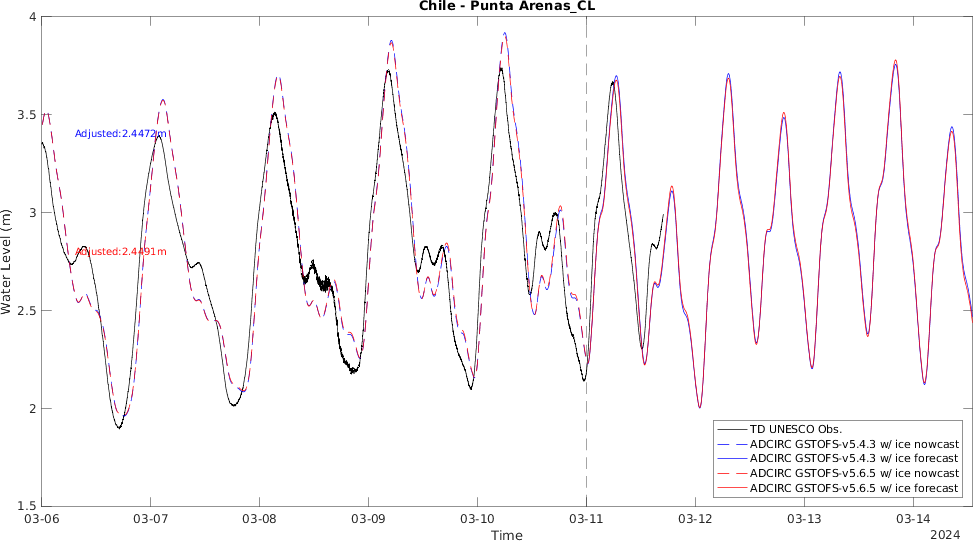 Chile - Punta Arenas_CL
4
3.5
3
2.5
2
1.5
Water Level (m)
Adjusted:2.4472m
Adjusted:2.4491m
TD UNESCO Obs.
ADCIRC GSTOFS-v5.4.3 w/ ice nowcast
ADCIRC GSTOFS-v5.4.3 w/ ice forecast
ADCIRC GSTOFS-v5.6.5 w/ ice nowcast
ADCIRC GSTOFS-v5.6.5 w/ ice forecast
03-06 03-07 03-08 03-09 03-10 03-11 03-12 03-13 03-14
Time
2024